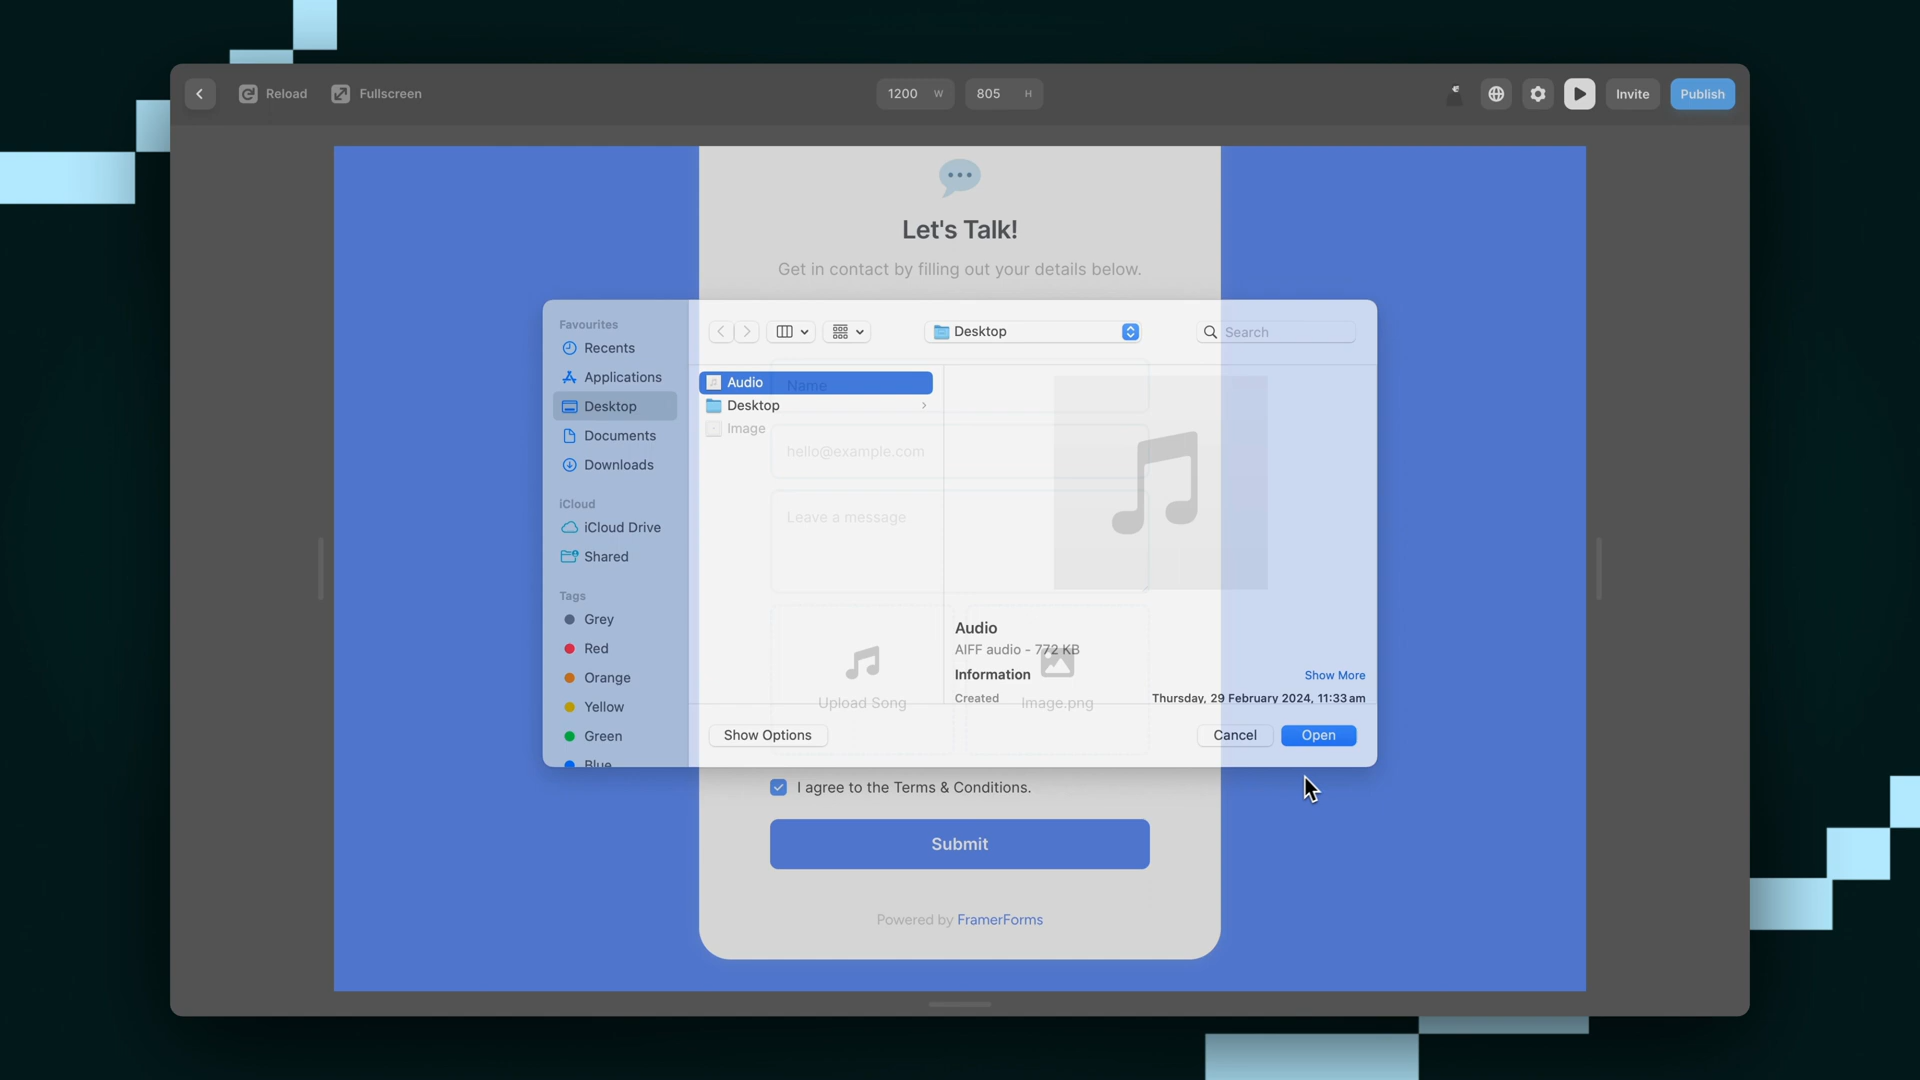 Reload
Fullscreen
1200 W
805 H
Invite
Publish
Let's Talk!
Get in contact by filling out your details below.
Favourites
Recents
Applications
Desktop
Documents
Downloads
iCloud
iCloud Drive
Shared
Tags
Grey
Red
Orange
Yellow
Green
Blue
Desktop
Search
Audio
Desktop
Image
Name
hello@example.com
Leave a message
Upload Song
Image.png
Audio
AIFF audio - 772 KB
Information
Show More
Created
Thursday, 29 February 2024, 11:33 am
Show Options
Cancel
Open
I agree to the Terms & Conditions.
Submit
Powered by FramerForms